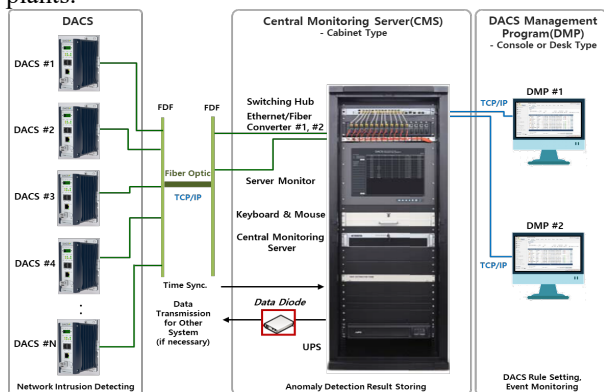 plants.
DACS
Central Monitoring Server(CMS)
- Cabinet Type
DACS Management
Program(DMP)
- Console or Desk Type
DACS #1
DACS #2
DACS #3
DACS #4
DACS #N
FDF
FDF
Fiber Optic
TCP/IP
Switching Hub
Ethernet/Fiber
Converter #1, #2
Server Monitor
Keyboard & Mouse
Central Monitoring
Server
Time Sync.
Data
Transmission
for Other
System
(if necessary)
Data Diode
UPS
TCP/IP
DMP #1
DMP #2
TCP/IP
Network Intrusion Detecting
Anomaly Detection Result Storing
DACS Rule Setting,
Event Monitoring